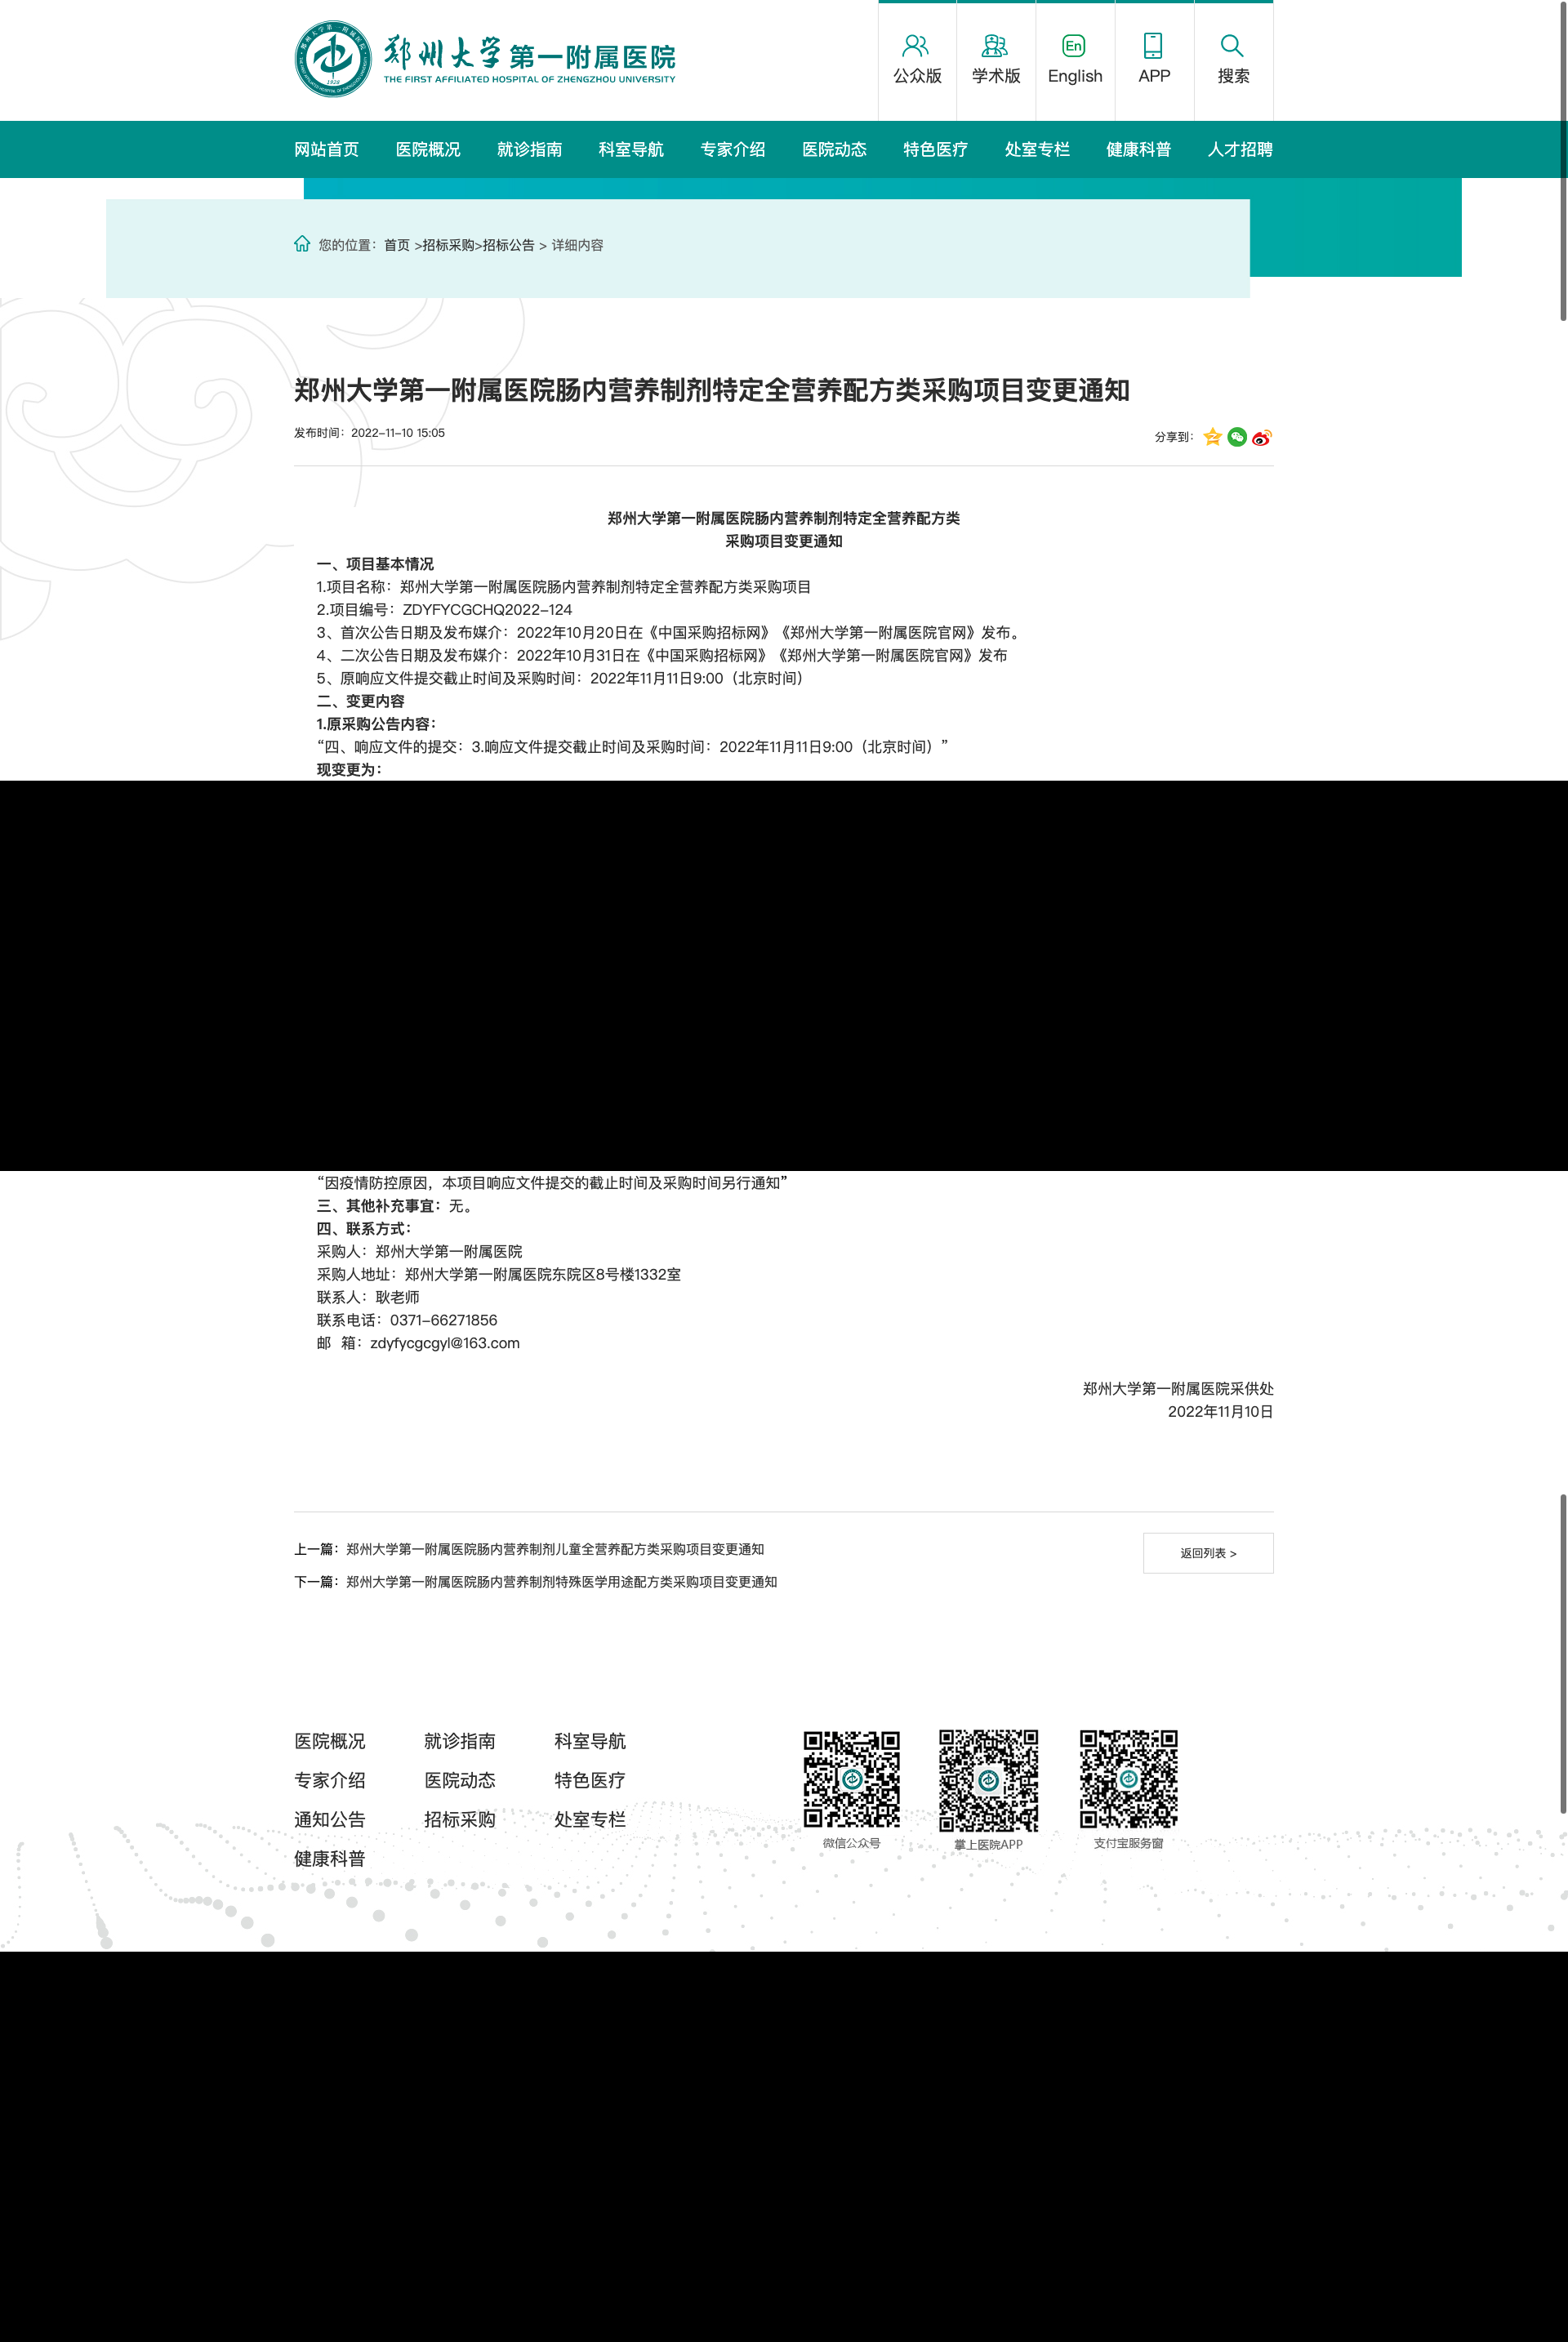 郑州大学第一附属医院
THE FIRST AFFILIATED HOSPITAL OF ZHENGZHOU UNIVERSITY
1928
公众版
学术版
En
English
APP
搜索
网站首页 医院概况 就诊指南 科室导航 专家介绍 医院动态 特色医疗 处室专栏 健康科普 人才招聘
您的位置：首页 >招标采购>招标公告 > 详细内容
郑州大学第一附属医院肠内营养制剂特定全营养配方类采购项目变更通知
发布时间：2022-11-10 15:05
分享到：
郑州大学第一附属医院肠内营养制剂特定全营养配方类
采购项目变更通知
一、项目基本情况
1.项目名称：郑州大学第一附属医院肠内营养制剂特定全营养配方类采购项目
2.项目编号：ZDYFYCGCHQ2022-124
3、首次公告日期及发布媒介：2022年10月20日在《中国采购招标网》《郑州大学第一附属医院官网》发布。
4、二次公告日期及发布媒介：2022年10月31日在《中国采购招标网》《郑州大学第一附属医院官网》发布
5、原响应文件提交截止时间及采购时间：2022年11月11日9:00（北京时间）
二、变更内容
1.原采购公告内容：
“四、响应文件的提交：3.响应文件提交截止时间及采购时间：2022年11月11日9:00（北京时间）”
现变更为：
“因疫情防控原因，本项目响应文件提交的截止时间及采购时间另行通知”
三、其他补充事宜：无。
四、联系方式：
采购人：郑州大学第一附属医院
采购人地址：郑州大学第一附属医院东院区8号楼1332室
联系人：耿老师
联系电话：0371-66271856
邮 箱：zdyfycgcgyl@163.com
郑州大学第一附属医院采供处
2022年11月10日
上一篇：郑州大学第一附属医院肠内营养制剂儿童全营养配方类采购项目变更通知
返回列表 >
下一篇：郑州大学第一附属医院肠内营养制剂特殊医学用途配方类采购项目变更通知
医院概况 就诊指南 科室导航
专家介绍 医院动态 特色医疗
通知公告 招标采购 处室专栏
健康科普
微信公众号
掌上医院APP
支付宝服务窗